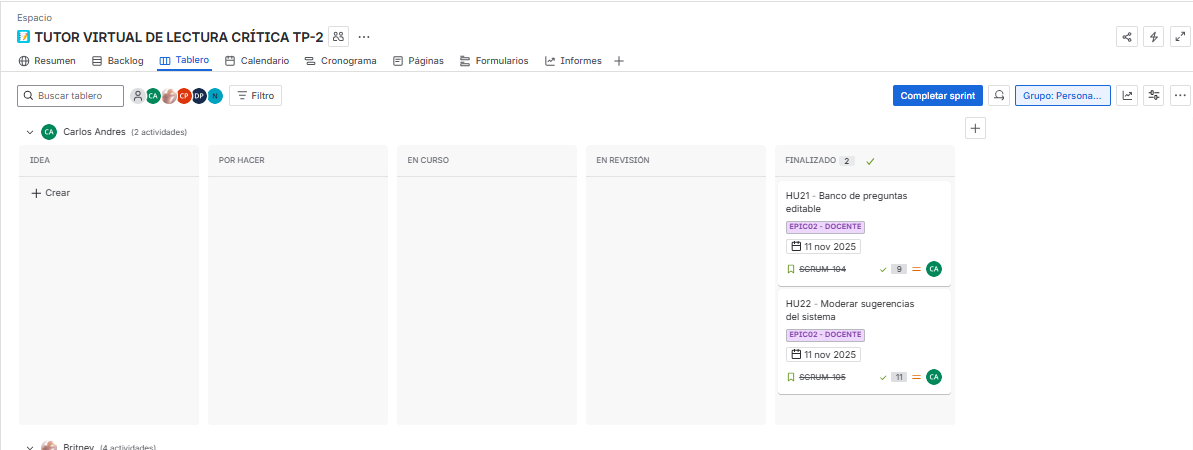 Espacio
TUTOR VIRTUAL DE LECTURA CRÍTICA TP-2
Resumen Backlog Tablero Calendario Cronograma Páginas Formularios Informes
Buscar tablero CA CP DP N Filtro Completar sprint Grupo: Persona...
CA Carlos Andres (2 actividades)
IDEA POR HACER EN CURSO EN REVISIÓN FINALIZADO 2
Crear
HU21 - Banco de preguntas
editable
EPIC02 - DOCENTE
11 nov 2025
SCRUM-104 9 CA
HU22 - Moderar sugerencias
del sistema
EPIC02 - DOCENTE
11 nov 2025
SCRUM-105 11 CA
Britney (4 actividades)